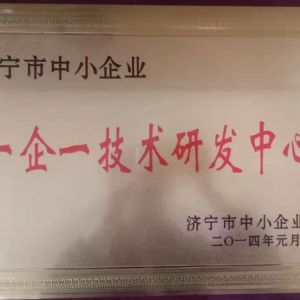 宁市中小企业
一企一技术研发中心
济宁市中小企业
二〇一四年元月